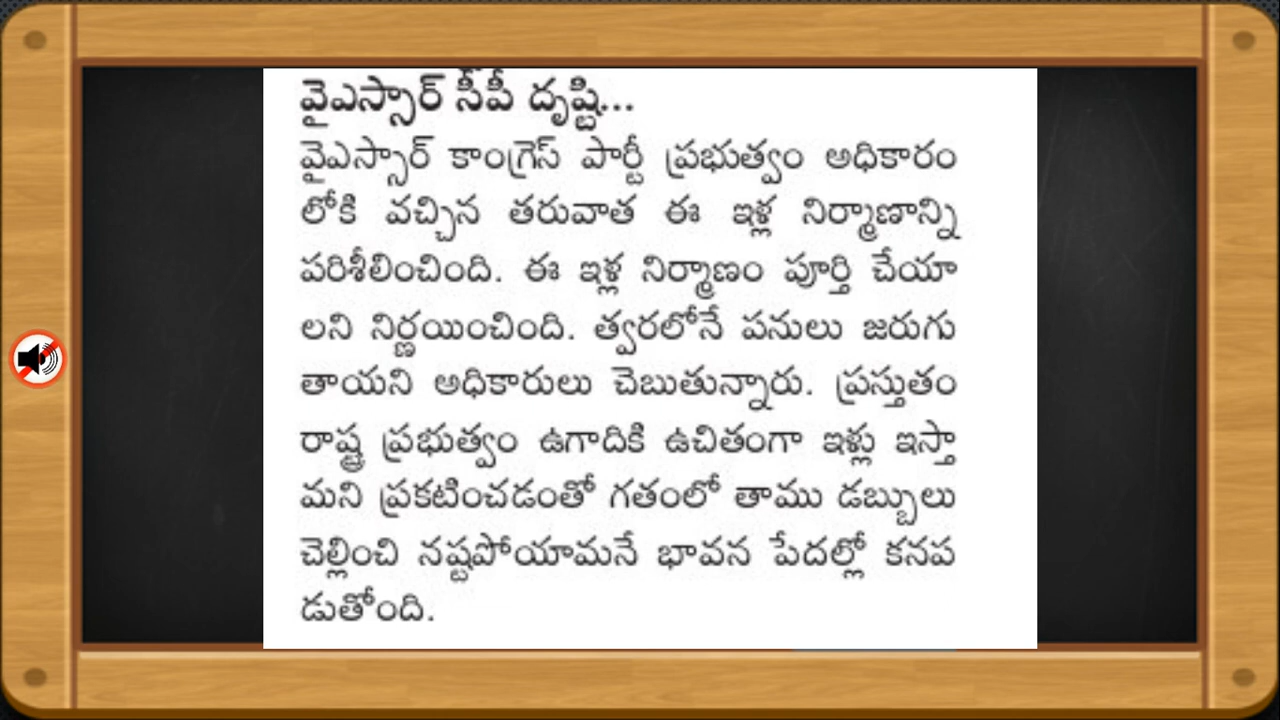 వైఎస్సార్ సీపీ దృష్టి...
వైఎస్సార్ కాంగ్రెస్ పార్టీ ప్రభుత్వం అధికారం
లోకి వచ్చిన తరువాత ఈ ఇళ్ల నిర్మాణాన్ని
పరిశీలించింది. ఈ ఇళ్ల నిర్మాణం పూర్తి చేయా
లని నిర్ణయించింది. త్వరలోనే పనులు జరుగు
తాయని అధికారులు చెబుతున్నారు. ప్రస్తుతం
రాష్ట్ర ప్రభుత్వం ఉగాదికి ఉచితంగా ఇళ్లు ఇస్తా
మని ప్రకటించడంతో గతంలో తాము డబ్బులు
చెల్లించి నష్టపోయామనే భావన పేదల్లో కనప
డుతోంది.